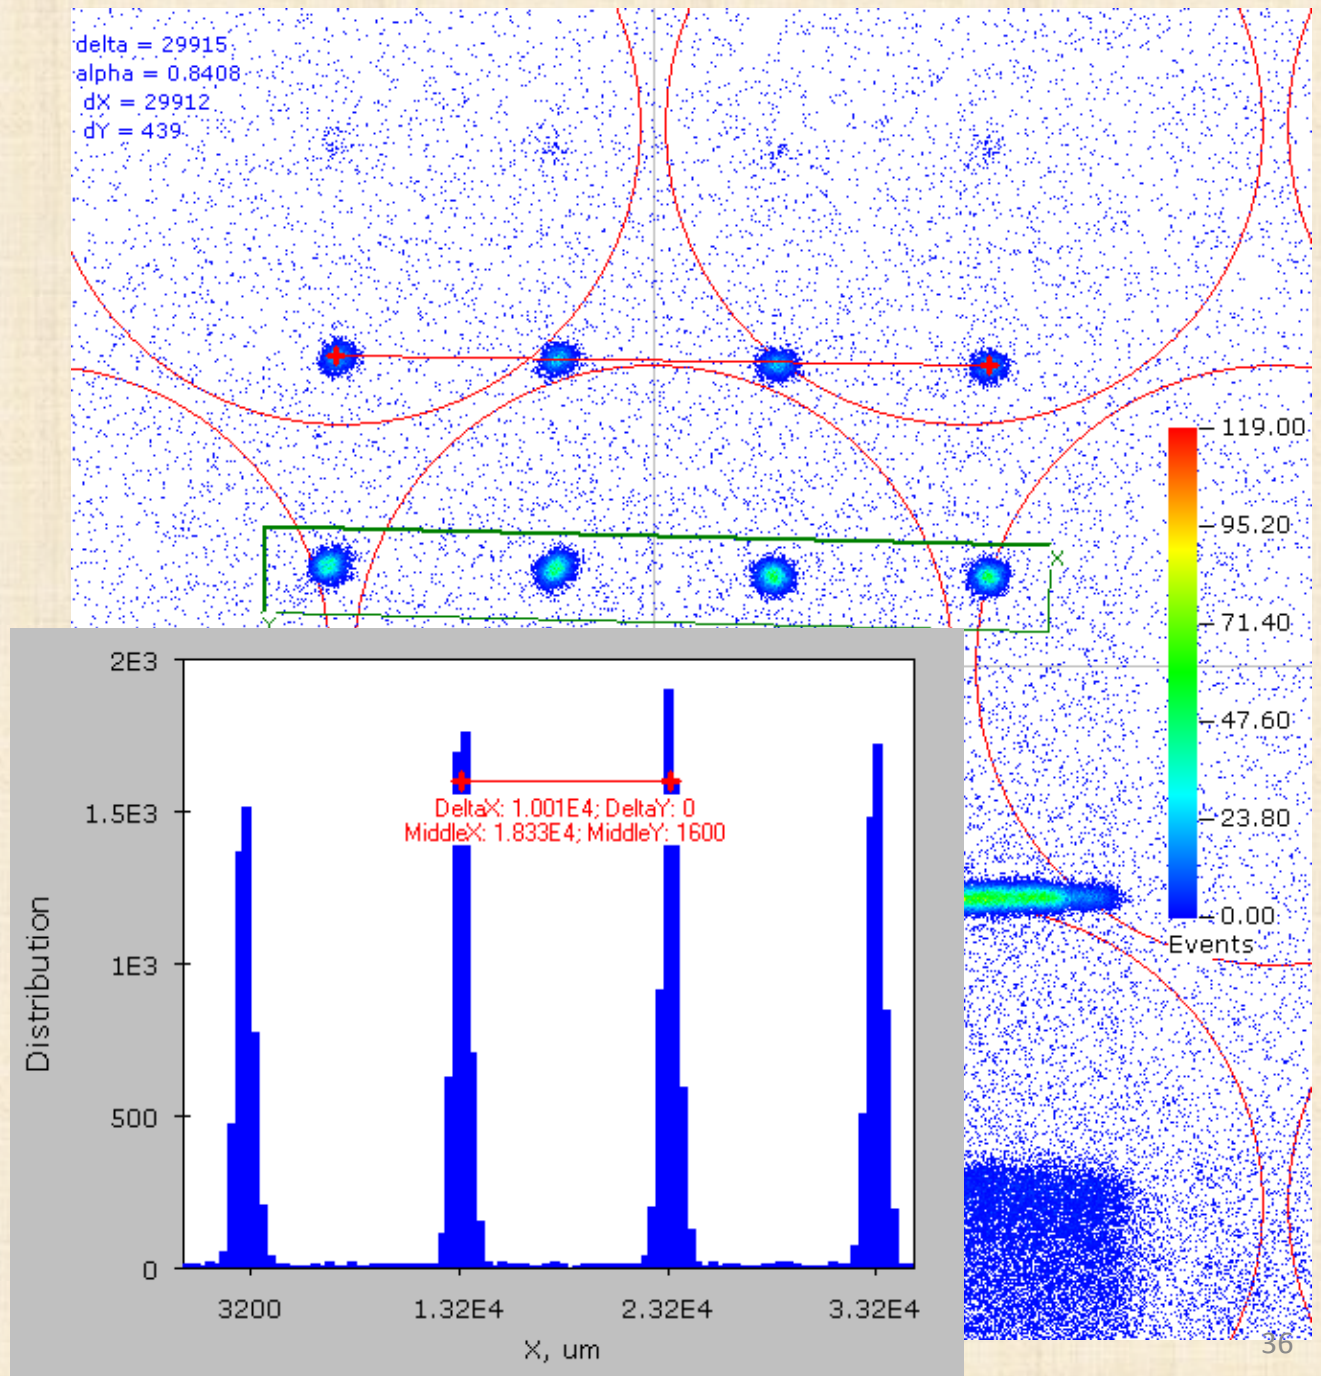 delta = 29915
alpha = 0.8408
dX = 29912
dY = 439
119.00
95.20
71.40
47.60
23.80
0.00
Events
X
Y
2E3
1.5E3
1E3
500
0
Distribution
DeltaX: 1.001E4; DeltaY: 0
MiddleX: 1.833E4; MiddleY: 1600
3200 1.32E4 2.32E4 3.32E4
X, um
36